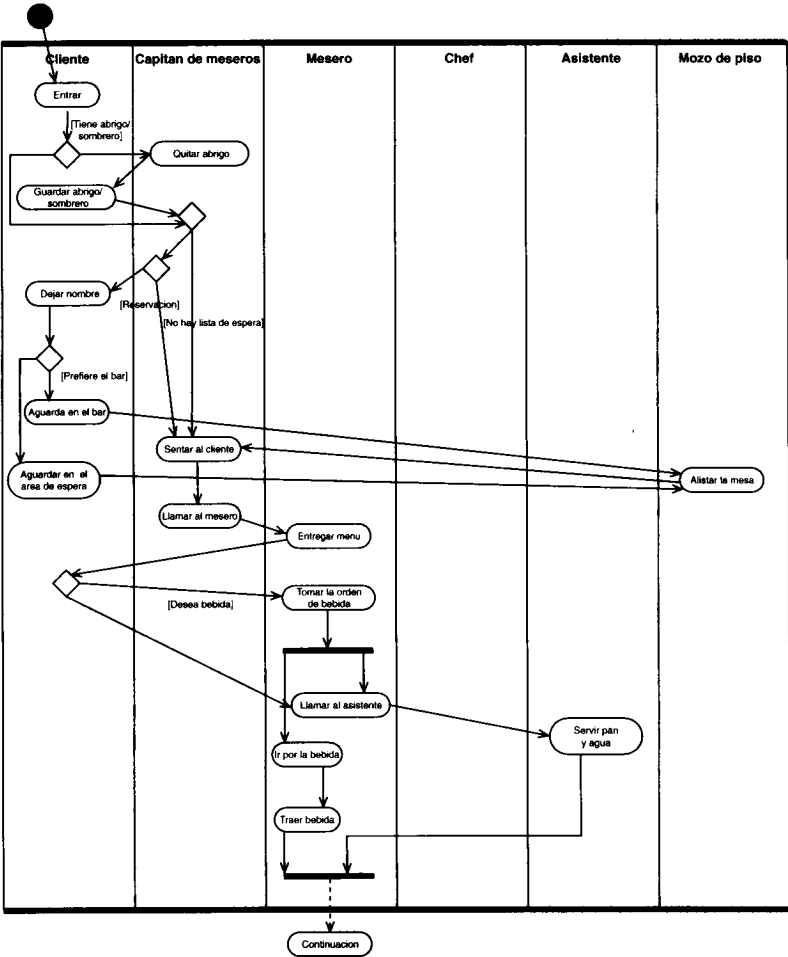 Cliente
Capitan de meseros
Mesero
Chef
Asistente
Mozo de piso
Entrar
[Tiene abrigo/
sombrero]
Quitar abrigo
Guardar abrigo/
sombrero
Dejar nombre
[Reservacion]
[No hay lista de espera]
[Prefiere el bar]
Aguarda en el bar
Sentar al cliente
Aguardar en el
area de espera
Alistar la mesa
Llamar al mesero
Entregar menu
[Desea bebida]
Tomar la orden
de bebida
Llamar al asistente
Servir pan
y agua
Ir por la bebida
Traer bebida
Continuacion